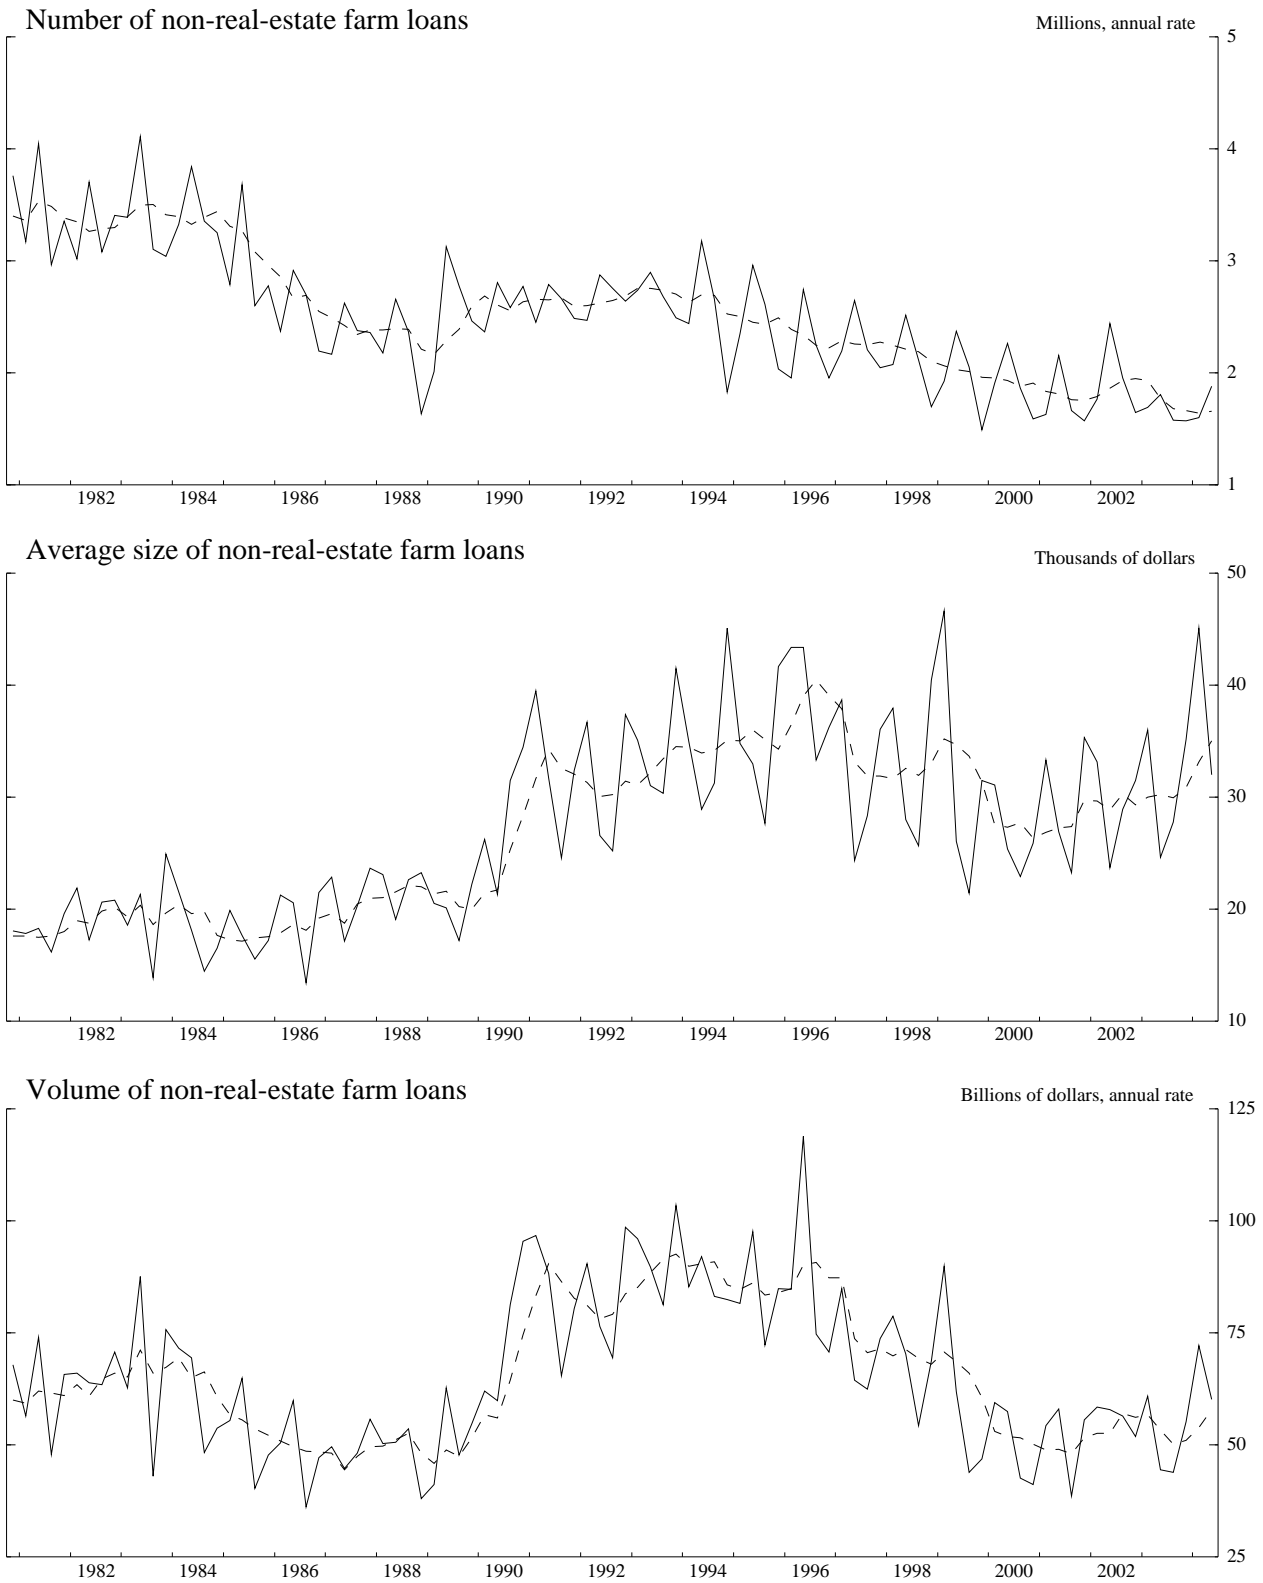 Number of non-real-estate farm loans
Millions, annual rate
5
4
3
2
1
1982 1984 1986 1988 1990 1992 1994 1996 1998 2000 2002
Average size of non-real-estate farm loans
Thousands of dollars
50
40
30
20
10
1982 1984 1986 1988 1990 1992 1994 1996 1998 2000 2002
Volume of non-real-estate farm loans
Billions of dollars, annual rate
125
100
75
50
25
1982 1984 1986 1988 1990 1992 1994 1996 1998 2000 2002